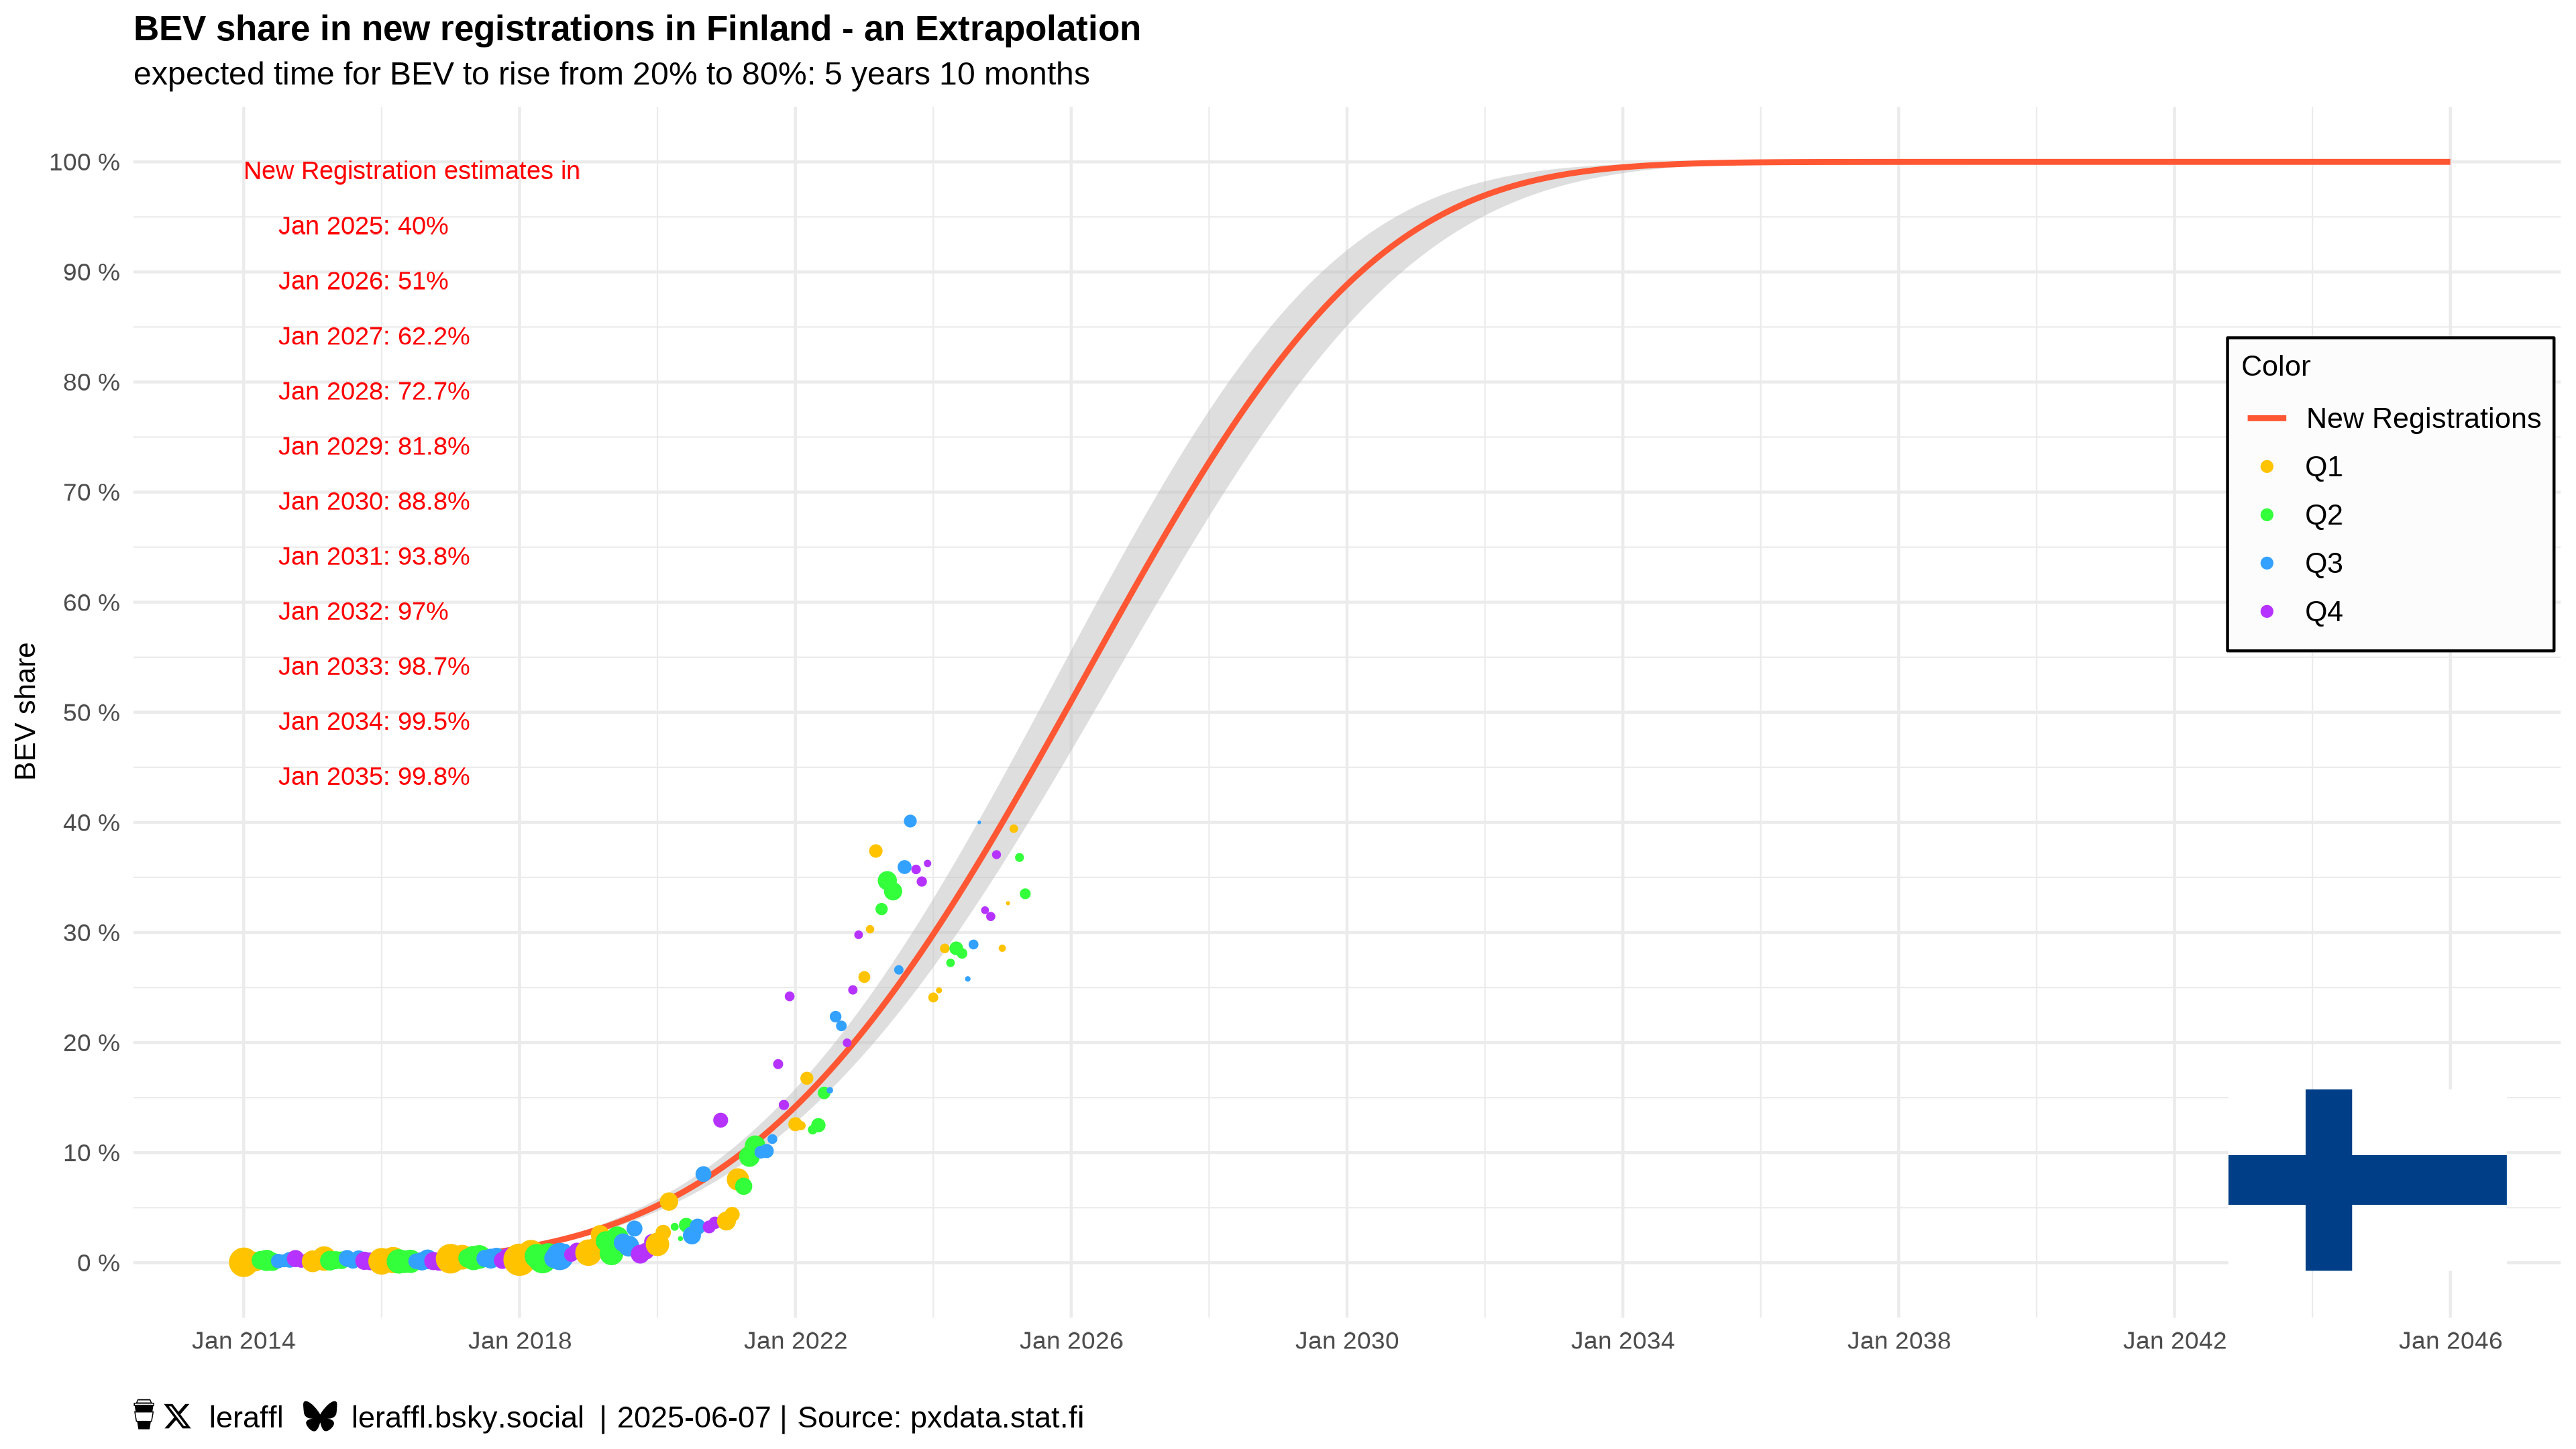 BEV share in new registrations in Finland - an Extrapolation
expected time for BEV to rise from 20% to 80%: 5 years 10 months
BEV share
100 %
90 %
80 %
70 %
60 %
50 %
40 %
30 %
20 %
10 %
0 %
New Registration estimates in
Jan 2025: 40%
Jan 2026: 51%
Jan 2027: 62.2%
Jan 2028: 72.7%
Jan 2029: 81.8%
Jan 2030: 88.8%
Jan 2031: 93.8%
Jan 2032: 97%
Jan 2033: 98.7%
Jan 2034: 99.5%
Jan 2035: 99.8%
Color
New Registrations
Q1
Q2
Q3
Q4
Jan 2014 Jan 2018 Jan 2022 Jan 2026 Jan 2030 Jan 2034 Jan 2038 Jan 2042 Jan 2046
leraffl leraffl.bsky.social | 2025-06-07 | Source: pxdata.stat.fi